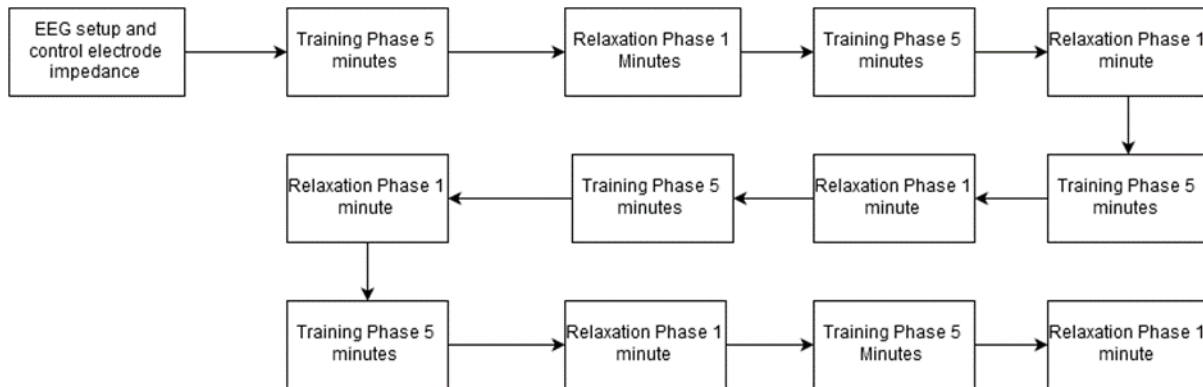 EEG setup and
control electrode
impedance
Training Phase 5
minutes
Relaxation Phase 1
Minutes
Training Phase 5
minutes
Relaxation Phase 1
minute
Training Phase 5
minutes
Relaxation Phase 1
minute
Training Phase 5
minutes
Relaxation Phase 1
minute
Training Phase 5
minutes
Relaxation Phase 1
minute
Training Phase 5
Minutes
Relaxation Phase 1
minute